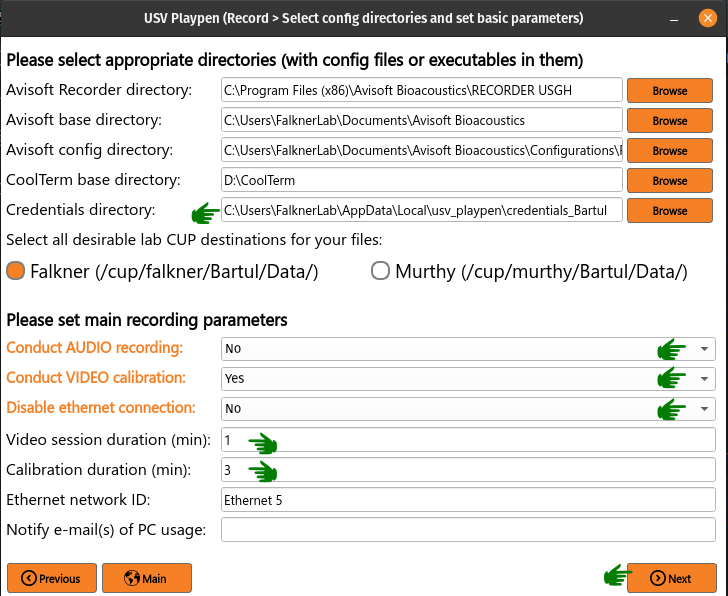 USV Playpen (Record > Select config directories and set basic parameters)
Please select appropriate directories (with config files or executables in them)
Avisoft Recorder directory: C:\Program Files (x86)\Avisoft Bioacoustics\RECORDER USGH Browse
Avisoft base directory: C:\Users\FalknerLab\Documents\Avisoft Bioacoustics Browse
Avisoft config directory: C:\Users\FalknerLab\Documents\Avisoft Bioacoustics\Configurations\ Browse
CoolTerm base directory: D:\CoolTerm Browse
Credentials directory: C:\Users\FalknerLab\AppData\Local\usv_playpen\credentials_Bartul Browse
Select all desirable lab CUP destinations for your files:
Falkner (/cup/falkner/Bartul/Data/) Murthy (/cup/murthy/Bartul/Data/)
Please set main recording parameters
Conduct AUDIO recording: No
Conduct VIDEO calibration: Yes
Disable ethernet connection: No
Video session duration (min): 1
Calibration duration (min): 3
Ethernet network ID: Ethernet 5
Notify e-mail(s) of PC usage:
Previous Main Next